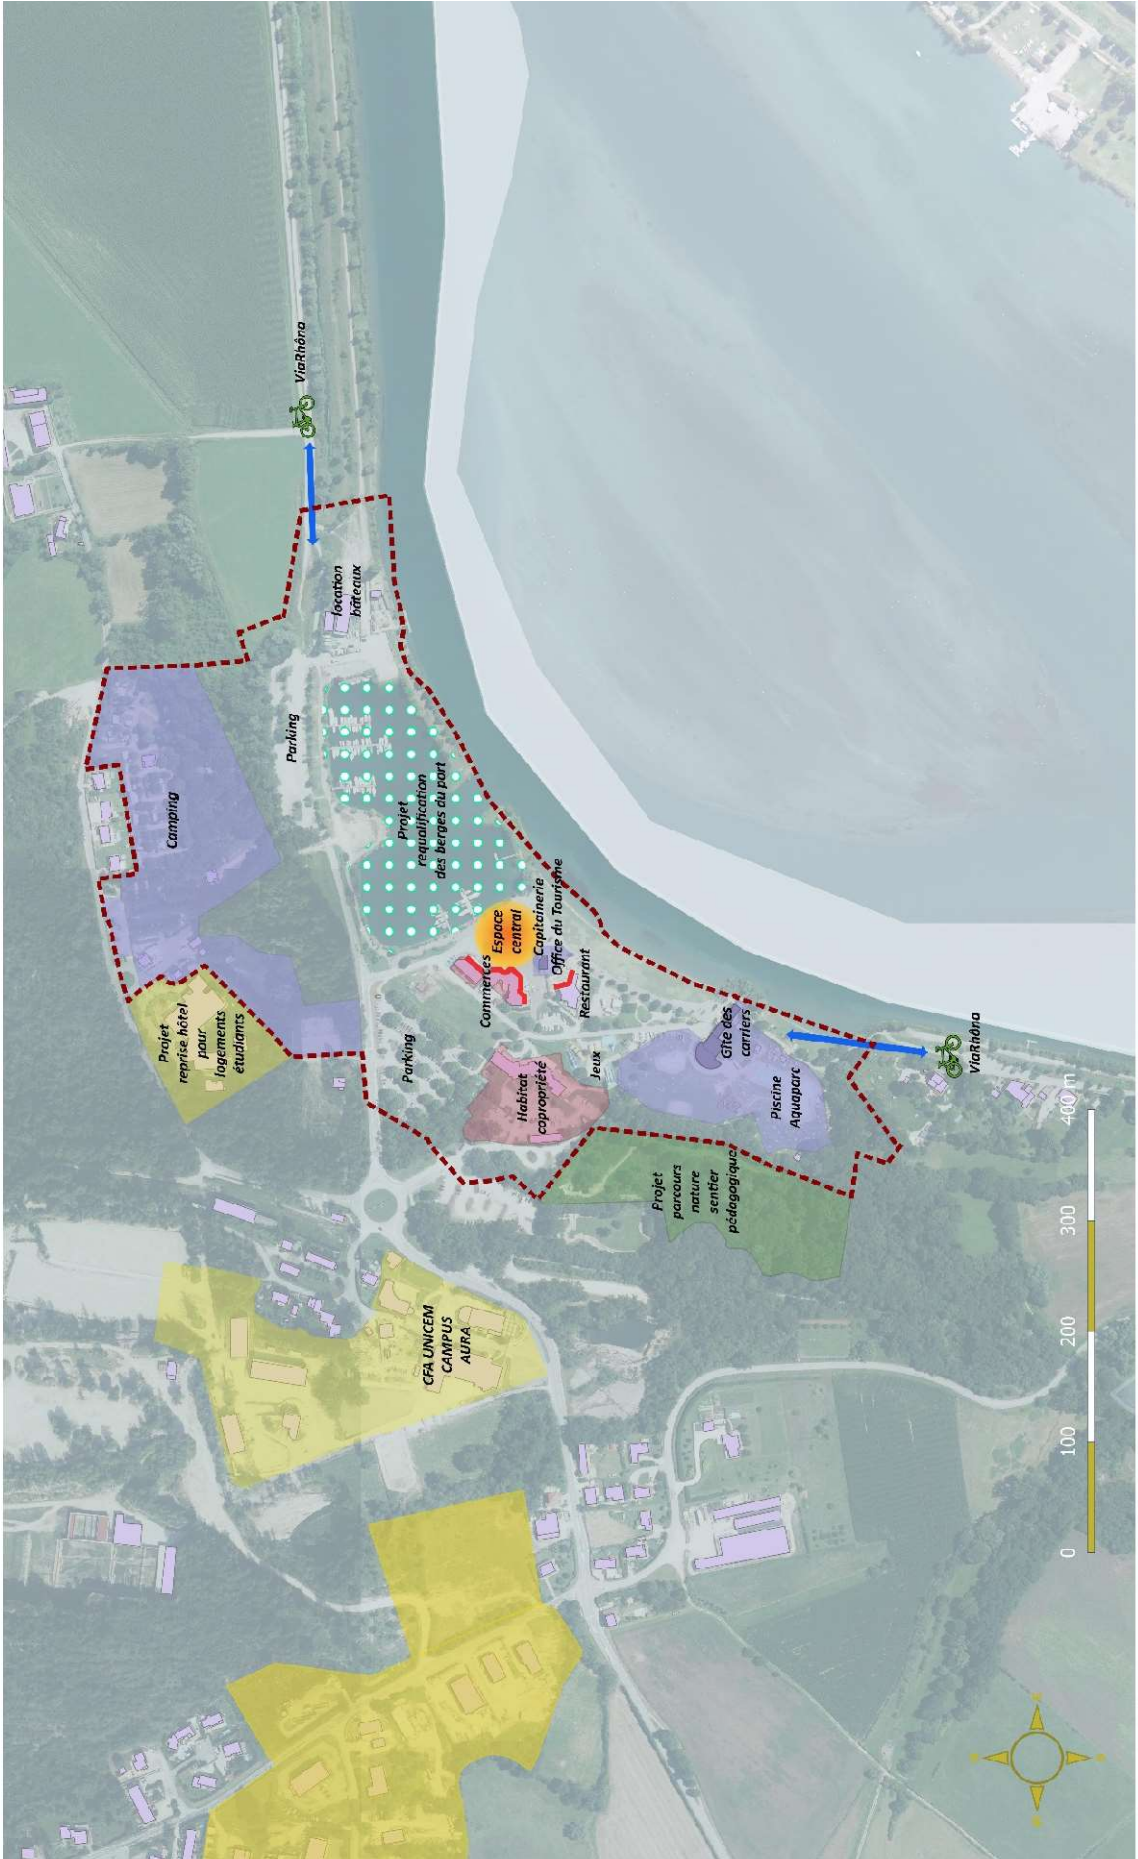 ViaRhôna
location
bâteaux
Parking
Camping
Projet
requalification
des berges du port
Projet
reprise hôtel
pour
logements
étudiants
Espace
central
Capitainerie
Office du Tourisme
Commerces
Restaurant
Parking
Habitat
copropriété
Jeux
Gîte des
carriers
Piscine
Aquaparc
ViaRhôna
Projet
parcours
nature
sentier
pédagogique
CFA UNICEM
CAMPUS
AURA
0 100 200 300 400 m